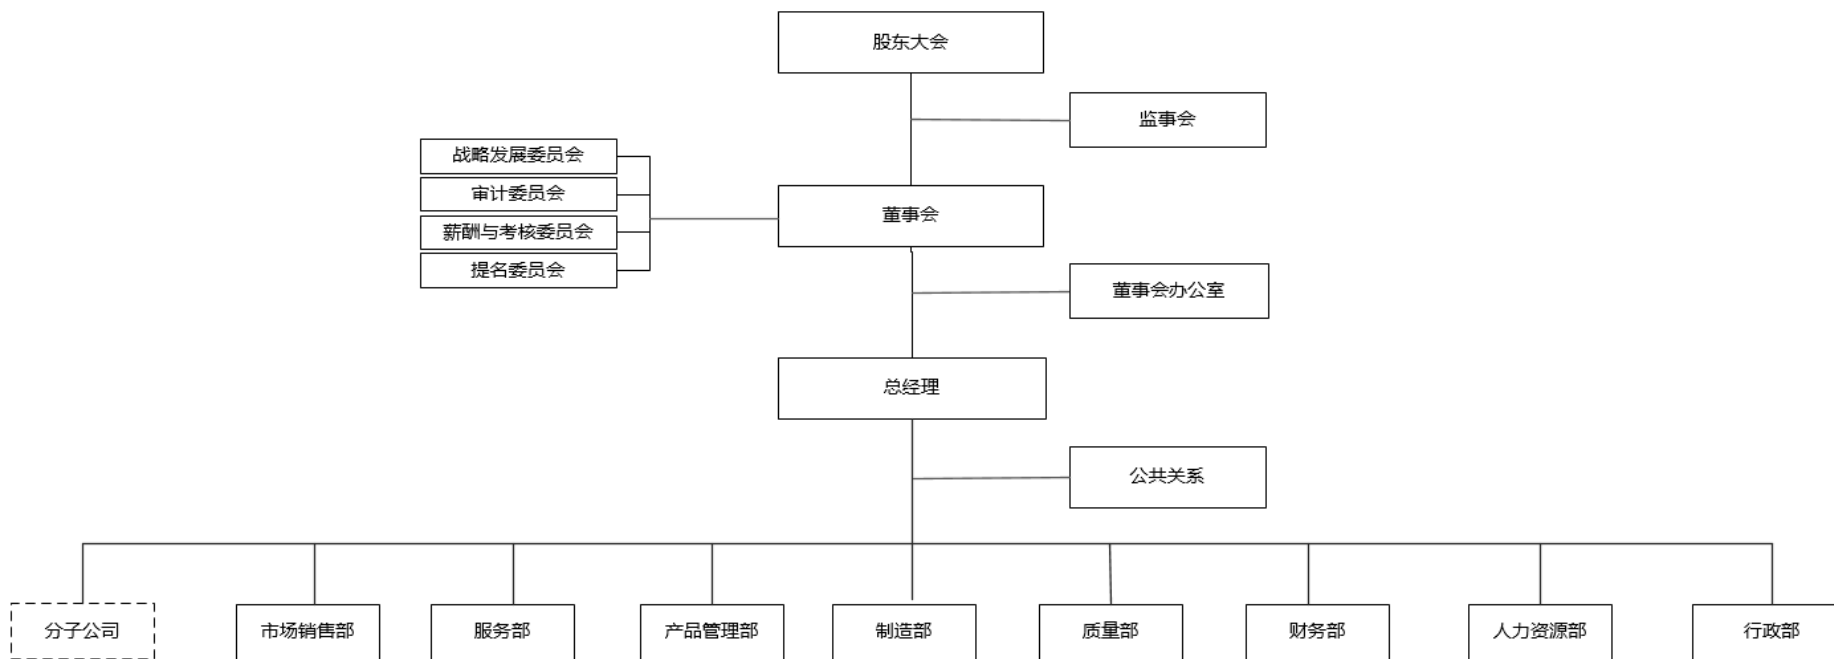 股东大会
监事会
战略发展委员会
审计委员会
薪酬与考核委员会
提名委员会
董事会
董事会办公室
总经理
公共关系
分子公司
市场销售部
服务部
产品管理部
制造部
质量部
财务部
人力资源部
行政部